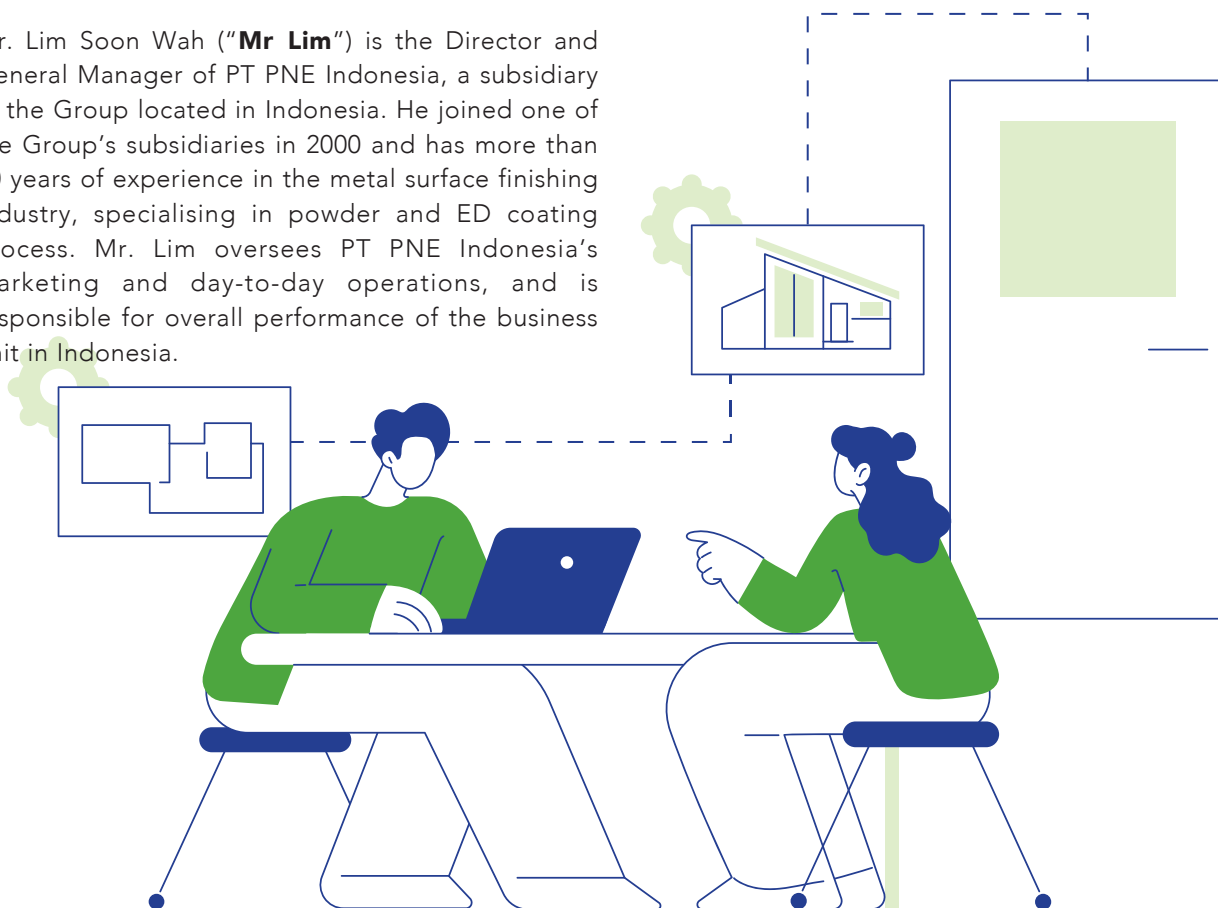 r. Lim Soon Wah (“Mr Lim”) is the Director and
eneral Manager of PT PNE Indonesia, a subsidiary
the Group located in Indonesia. He joined one of
e Group’s subsidiaries in 2000 and has more than
years of experience in the metal surface finishing
dustry, specialising in powder and ED coating
ocess. Mr. Lim oversees PT PNE Indonesia’s
arketing and day-to-day operations, and is
sponsible for overall performance of the business
it in Indonesia.